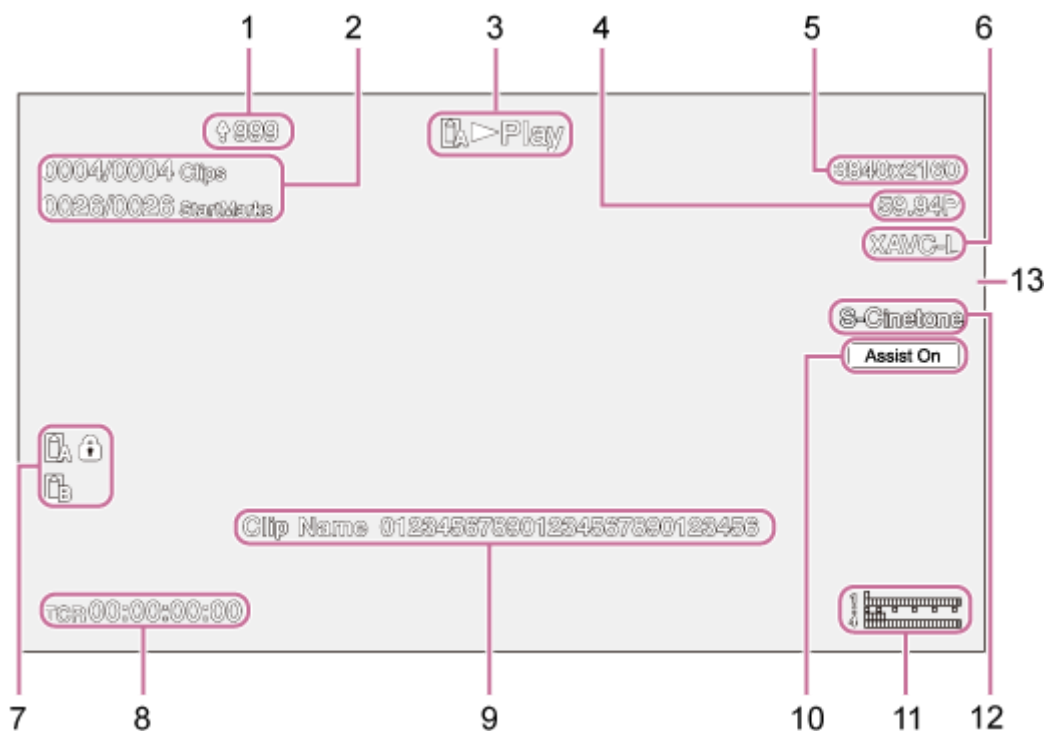 1 2 3 4 5 6
999
A Play
0004/0004 Clips
3840x2160
0026/0026 StartMarks
59.94P
XAVC-L
13
S-Cinetone
Assist On
A
B
Clip Name 012345678901234567890123456
TCR 00:00:00:00
7 8 9 10 11 12